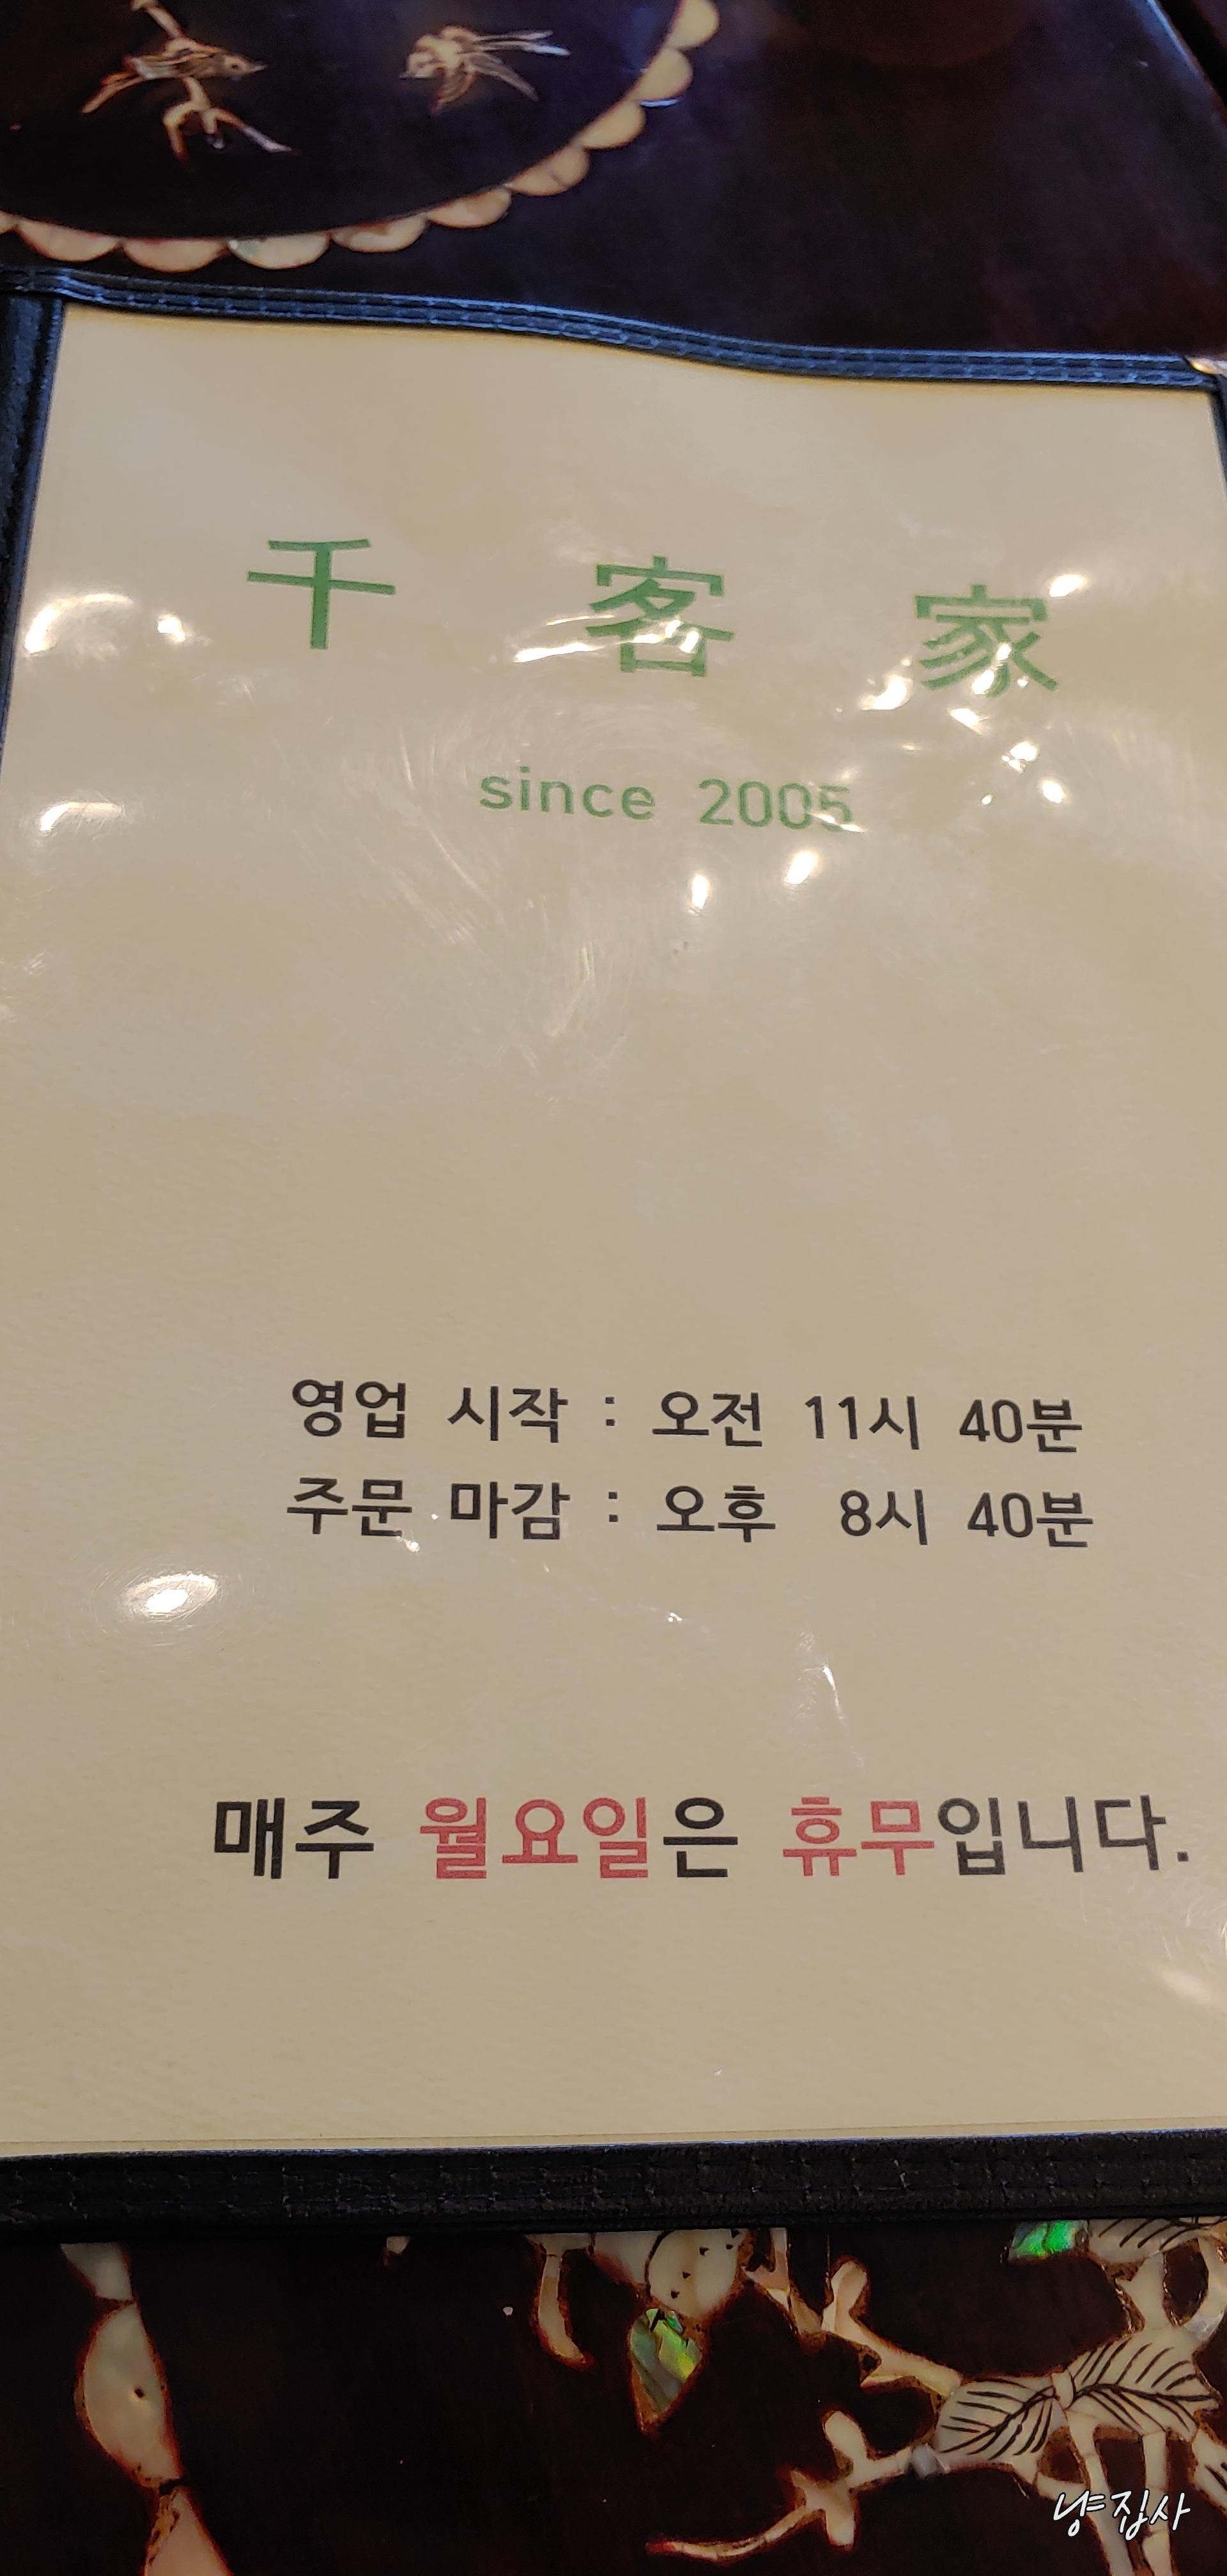 千 客 家
since 2005
영업 시작 : 오전 11시 40분
주문 마감 : 오후 8시 40분
매주 월요일은 휴무입니다.
냥집사